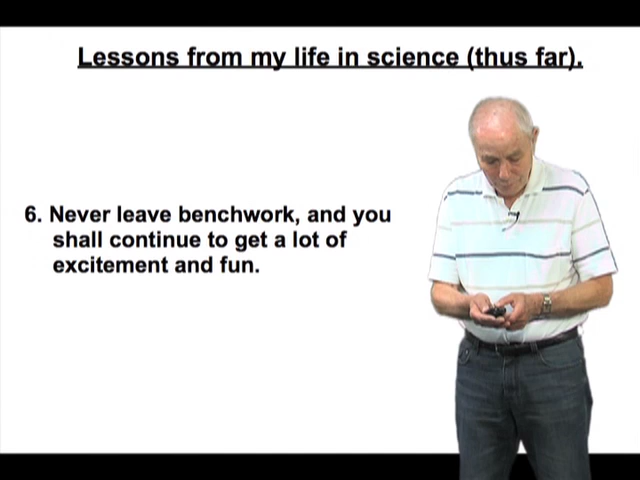 Lessons from my life in science (thus far).
6. Never leave benchwork, and you
shall continue to get a lot of
excitement and fun.